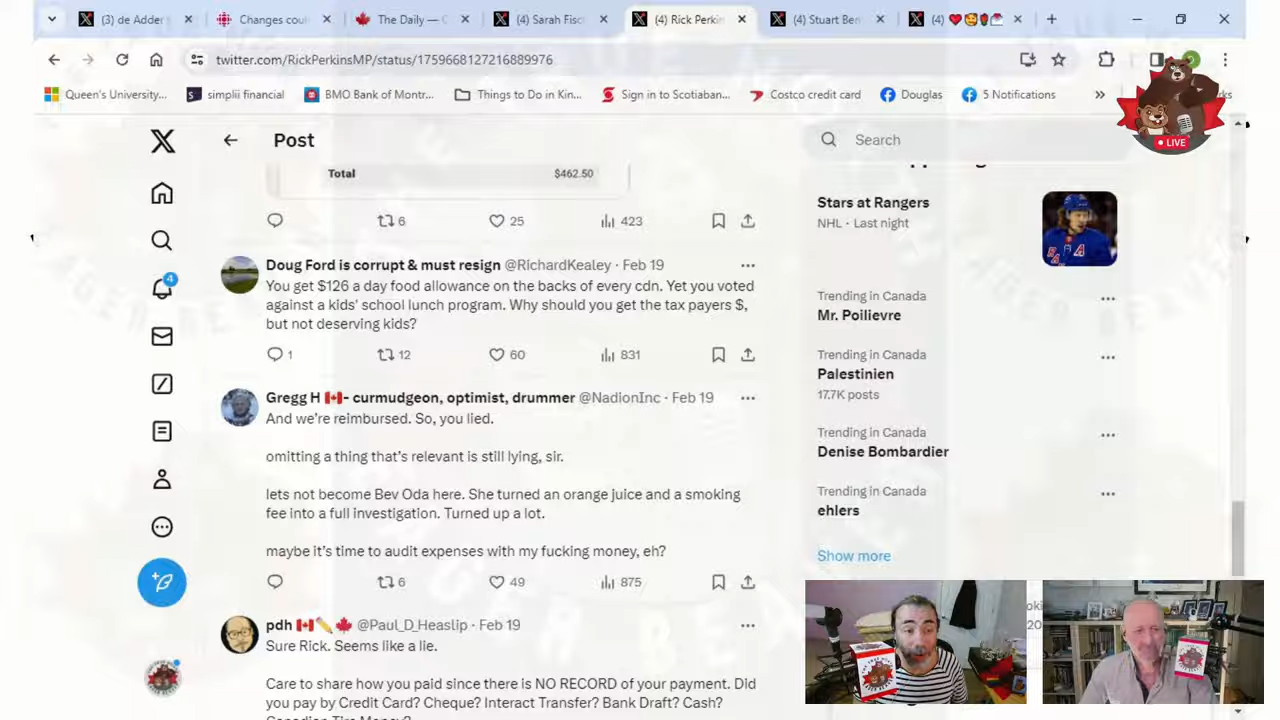 (3) de Adder
Changes cou
The Daily — C
(4) Sarah Fisc
(4) Rick Perkin
(4) Stuart Ben
(4)
twitter.com/RickPerkinsMP/status/1759668127216889976
Queen's University...
simplii financial
BMO Bank of Montr...
Things to Do in Kin...
Sign in to Scotiaban...
Costco credit card
Douglas
5 Notifications
LIVE
Post
Search
Total $462.50
6 25 423
Stars at Rangers
NHL · Last night
Doug Ford is corrupt & must resign @RichardKealey · Feb 19
You get $126 a day food allowance on the backs of every cdn. Yet you voted
against a kids' school lunch program. Why should you get the tax payers $,
but not deserving kids?
1 12 60 831
Gregg H - curmudgeon, optimist, drummer @NadionInc · Feb 19
And we're reimbursed. So, you lied.
omitting a thing that's relevant is still lying, sir.
lets not become Bev Oda here. She turned an orange juice and a smoking
fee into a full investigation. Turned up a lot.
maybe it's time to audit expenses with my fucking money, eh?
6 49 875
pdh @Paul_D_Heaslip · Feb 19
Sure Rick. Seems like a lie.
Care to share how you paid since there is NO RECORD of your payment. Did
you pay by Credit Card? Cheque? Interact Transfer? Bank Draft? Cash?
Trending in Canada
Mr. Poilievre
Trending in Canada
Palestinien
17.7K posts
Trending in Canada
Denise Bombardier
Trending in Canada
ehlers
Show more
4